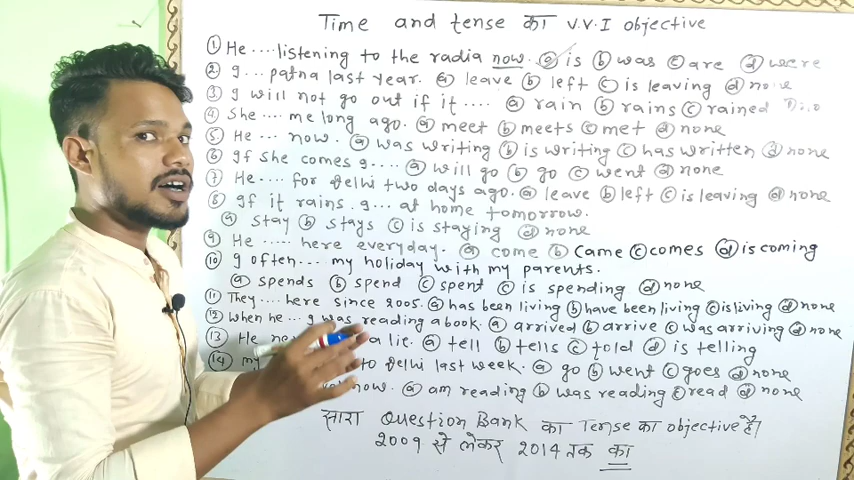 Time and tense का V.V.I objective
① He .... listening to the radia now. ⓐ is ⓑ was ⓒ are ⓓ were
2. I ... patna last year. ⓐ leave ⓑ left ⓒ is leaving ⓓ none
3. I will not go out if it .... ⓐ rain ⓑ rains ⓒ rained
4. She .... me long ago. ⓐ meet ⓑ meets ⓒ met ⓓ none
5. He ... now. ⓐ was writing ⓑ is writing ⓒ has written ⓓ none
⑥ If she comes I .... ⓐ will go ⓑ go ⓒ went ⓓ none
⑦ He .... for Delhi two days ago. ⓐ leave ⓑ left ⓒ is leaving ⓓ none
⑧ If it rains. I ... at home tomorrow.
ⓐ stay ⓑ stays ⓒ is staying ⓓ none
⑨ He ..... here everyday. ⓐ come ⓑ came ⓒ comes ⓓ is coming
⑩ I often .... my holiday with my parents.
ⓐ spends ⓑ spend ⓒ spent ⓒ is spending ⓓ none
⑪ They .... here since 2005. ⓐ has been living ⓑ have been living ⓒ is living ⓓ none
⑫ When he ... I was reading a book. ⓐ arrived ⓑ arrive ⓒ was arriving ⓓ none
⑬ He a lie. ⓐ tell ⓑ tells ⓒ told ⓓ is telling
⑭ to Delhi last week. ⓐ go ⓑ went ⓒ goes ⓓ none
now. ⓐ am reading ⓑ was reading ⓒ read ⓓ none
सारा Question Bank का Tense का objective है।
2009 से लेकर 2014 तक का